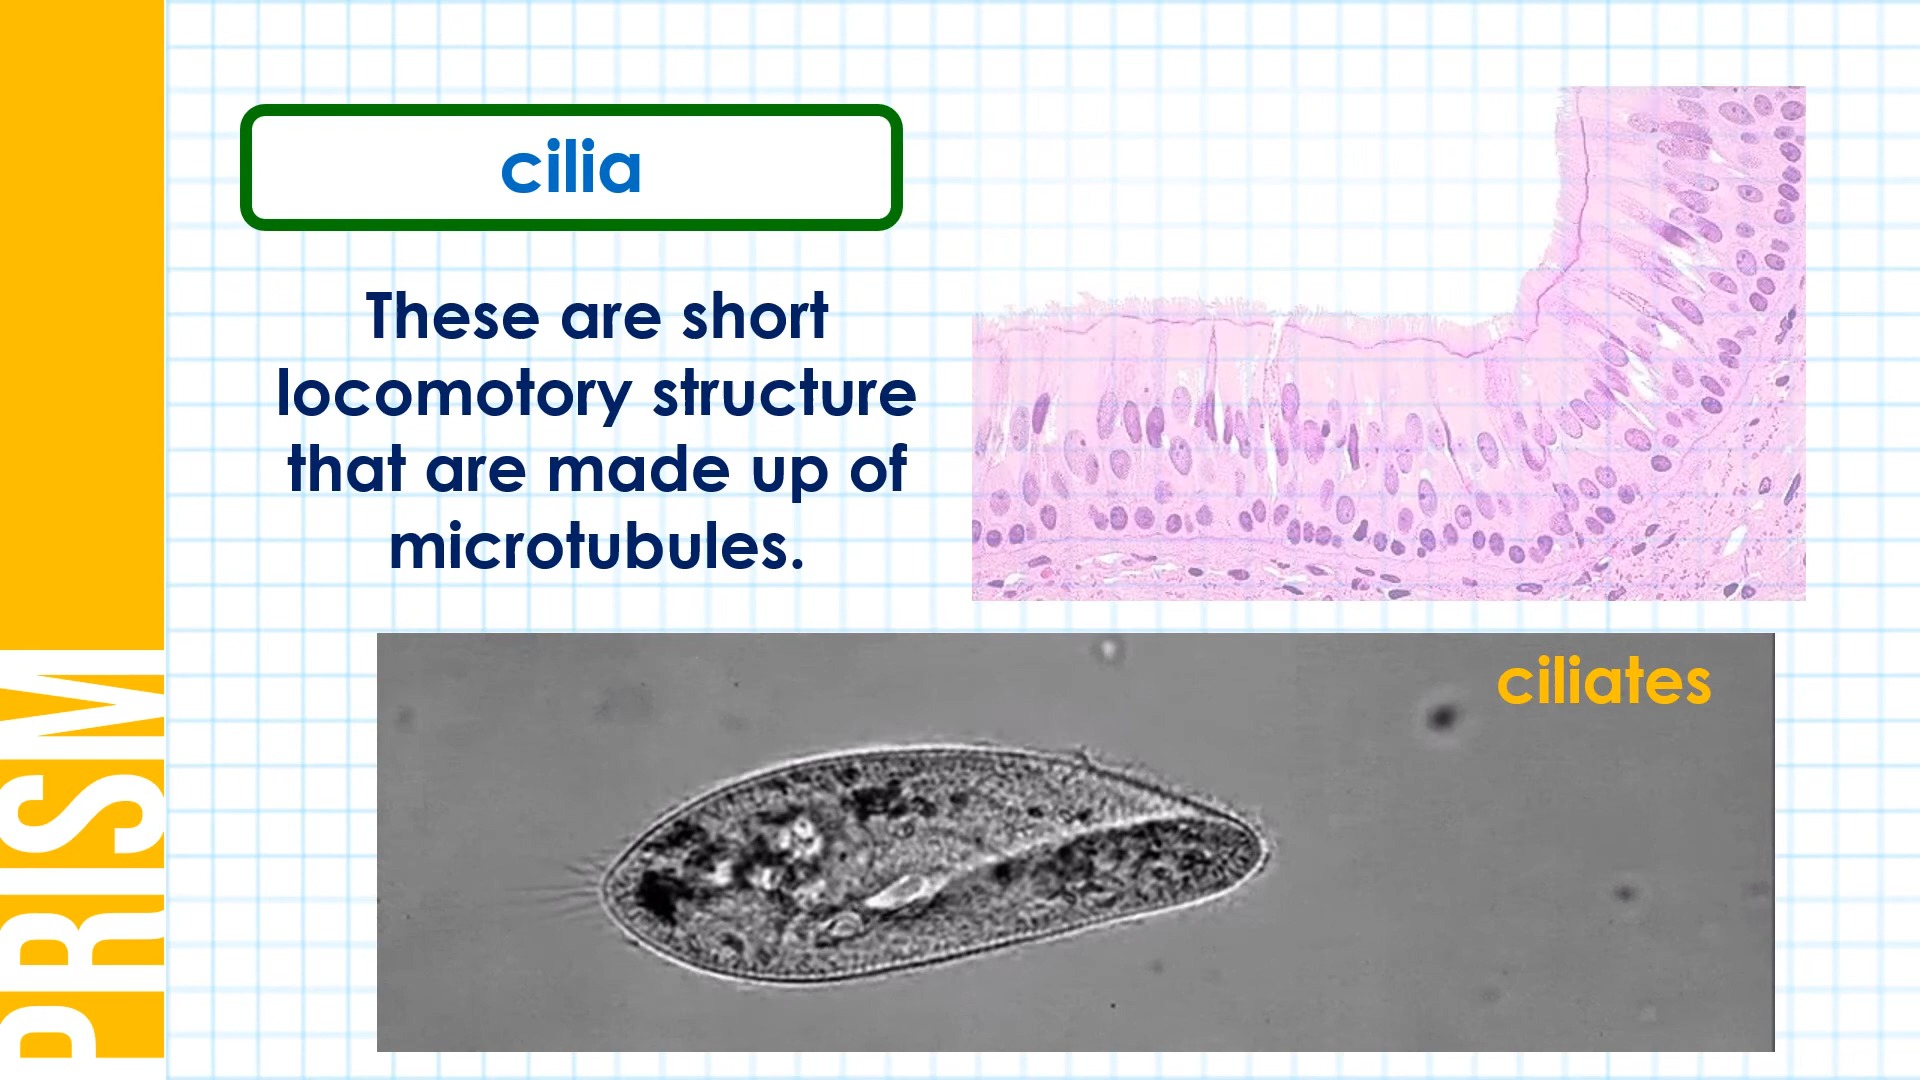 cilia
These are short
locomotory structure
that are made up of
microtubules.
ciliates
PRISM